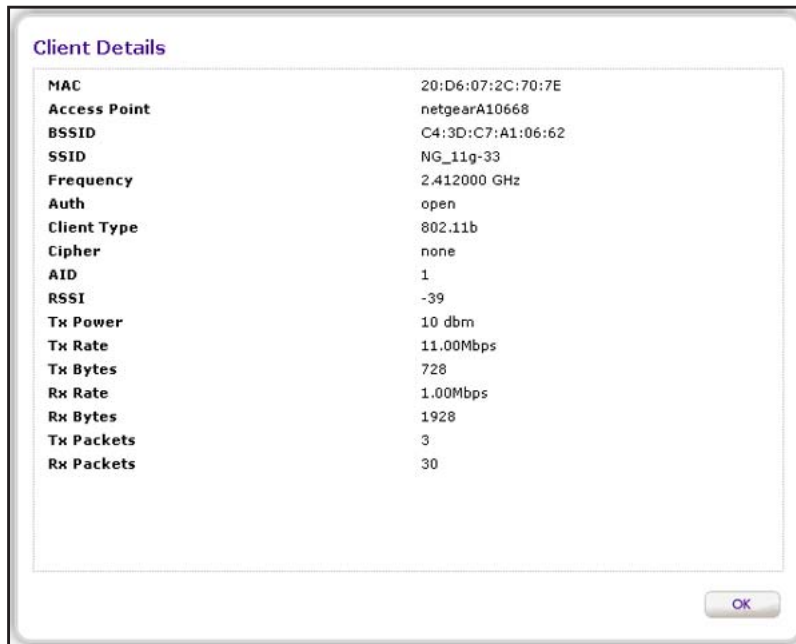 Client Details
MAC 20:D6:07:2C:70:7E
Access Point netgearA10668
BSSID C4:3D:C7:A1:06:62
SSID NG_11g-33
Frequency 2.412000 GHz
Auth open
Client Type 802.11b
Cipher none
AID 1
RSSI -39
Tx Power 10 dbm
Tx Rate 11.00Mbps
Tx Bytes 728
Rx Rate 1.00Mbps
Rx Bytes 1928
Tx Packets 3
Rx Packets 30
OK